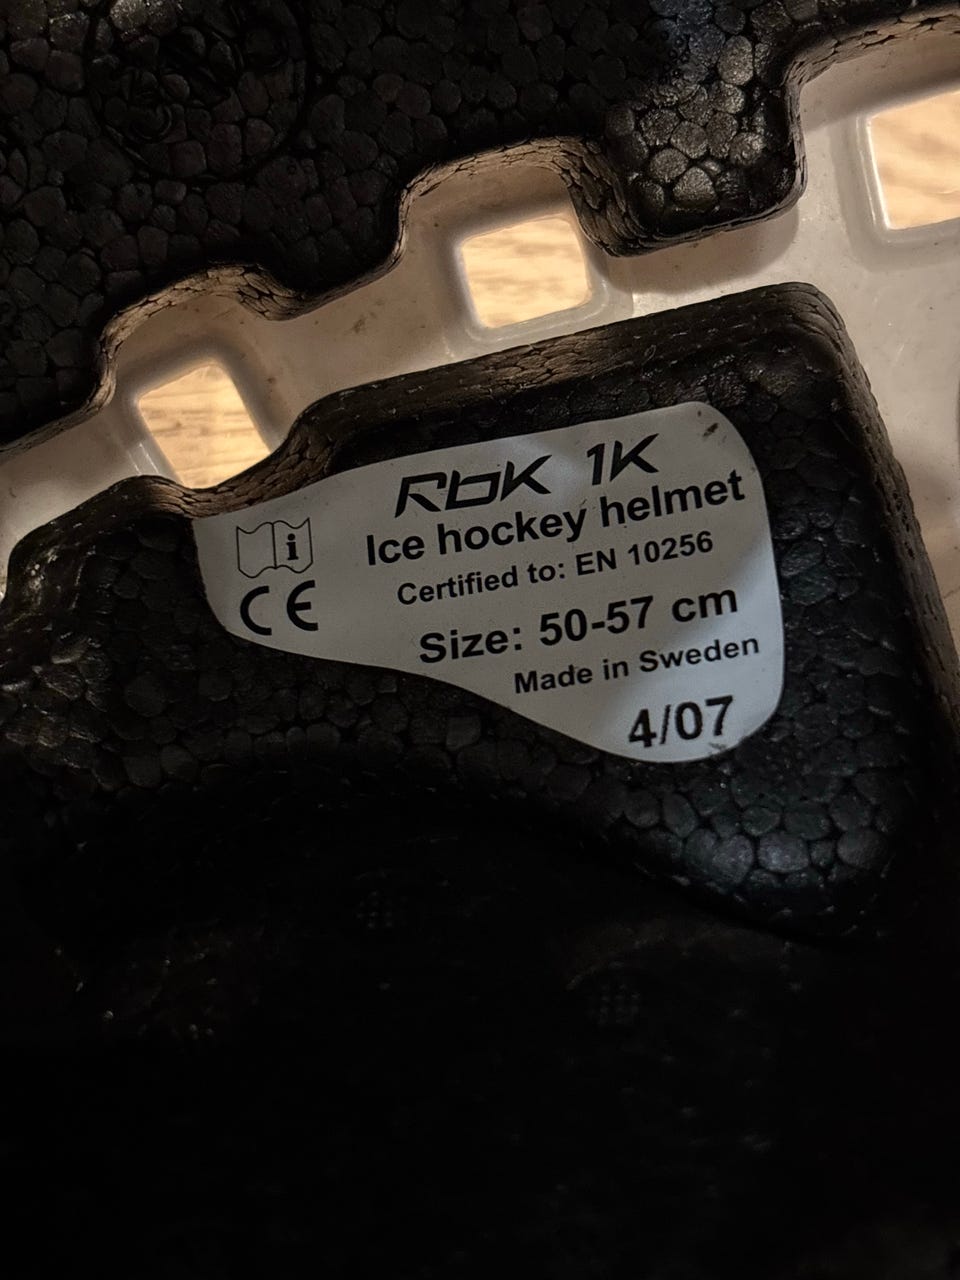 Rbk 1K
Ice hockey helmet
Certified to: EN 10256
i
CE
Size: 50-57 cm
Made in Sweden
4/07